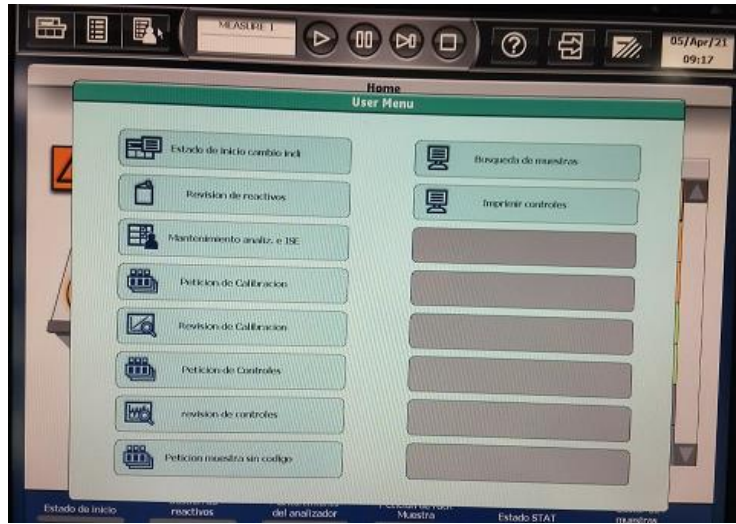 MEASURE 1
05/Apr/21
09:17
Home
User Menu
Estado de inicio cambio indi
Revision de reactivos
Mantenimiento analiz. e ISE
Peticion de Calibracion
Revision de Calibracion
Peticion de Controles
revision de controles
Peticion muestra sin codigo
Busqueda de muestras
Imprimir controles
Estado de inicio
reactivos
del analizador
Muestra
Estado STAT
muestras